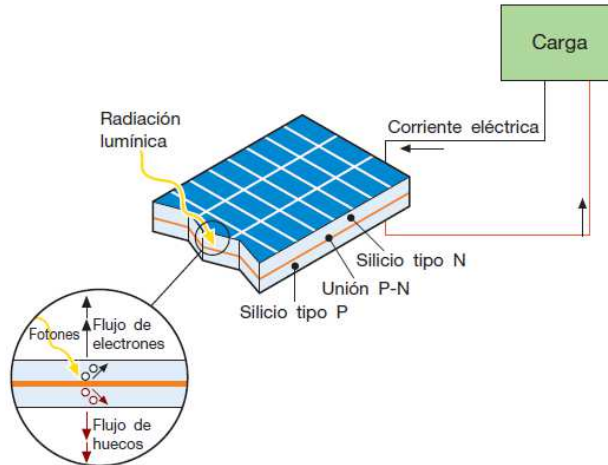 Carga
Radiación
lumínica
Corriente eléctrica
Silicio tipo N
Unión P-N
Silicio tipo P
Fotones
Flujo de
electrones
Flujo de
huecos